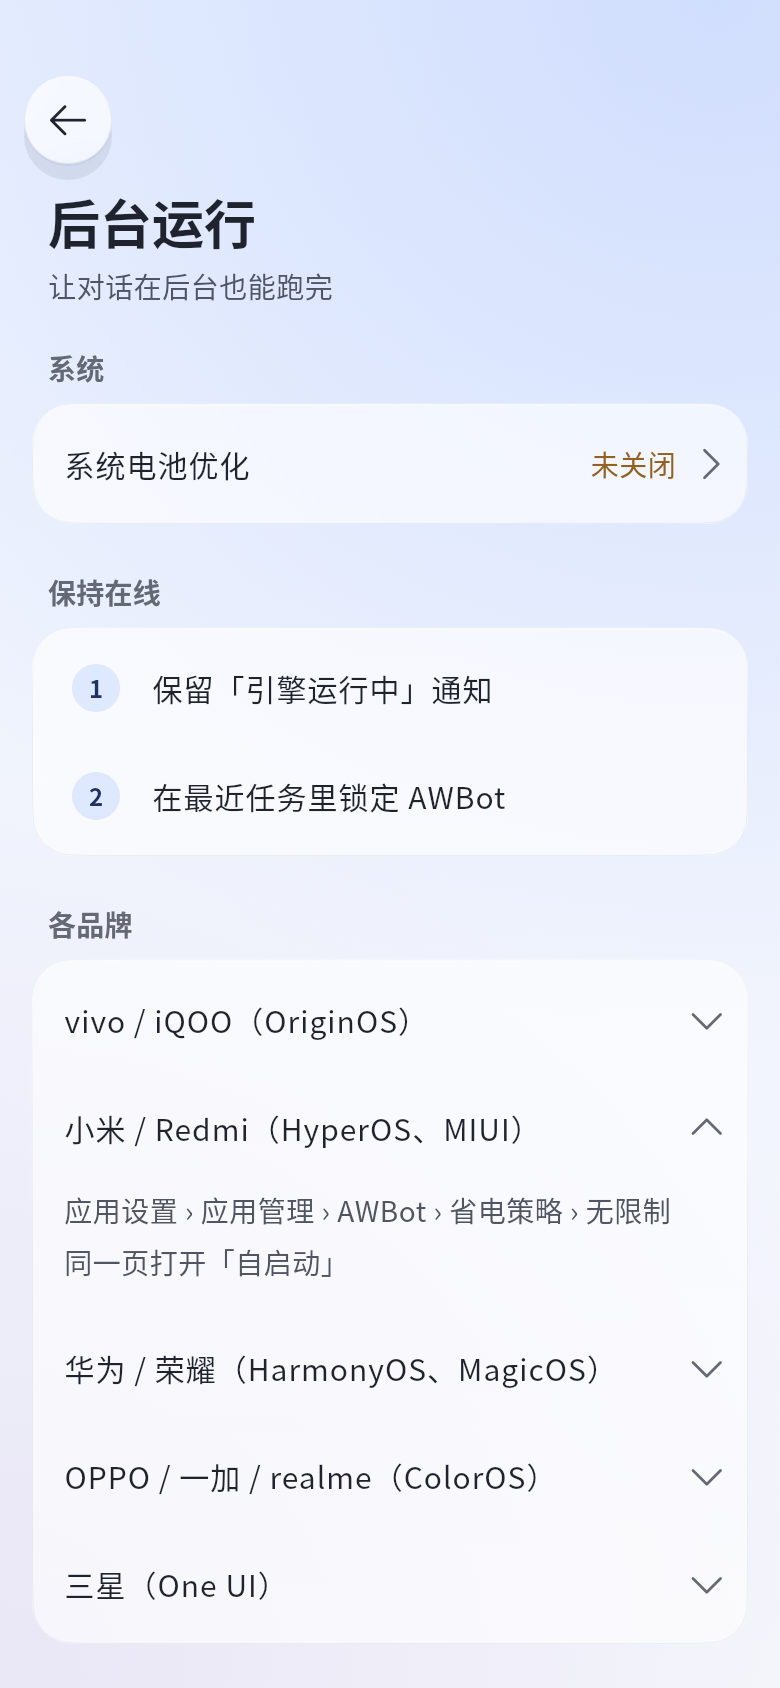 后台运行
让对话在后台也能跑完
系统
系统电池优化 未关闭
保持在线
1 保留「引擎运行中」通知
2 在最近任务里锁定 AWBot
各品牌
vivo / iQOO（OriginOS）
小米 / Redmi（HyperOS、MIUI）
应用设置 › 应用管理 › AWBot › 省电策略 › 无限制
同一页打开「自启动」
华为 / 荣耀（HarmonyOS、MagicOS）
OPPO / 一加 / realme（ColorOS）
三星（One UI）